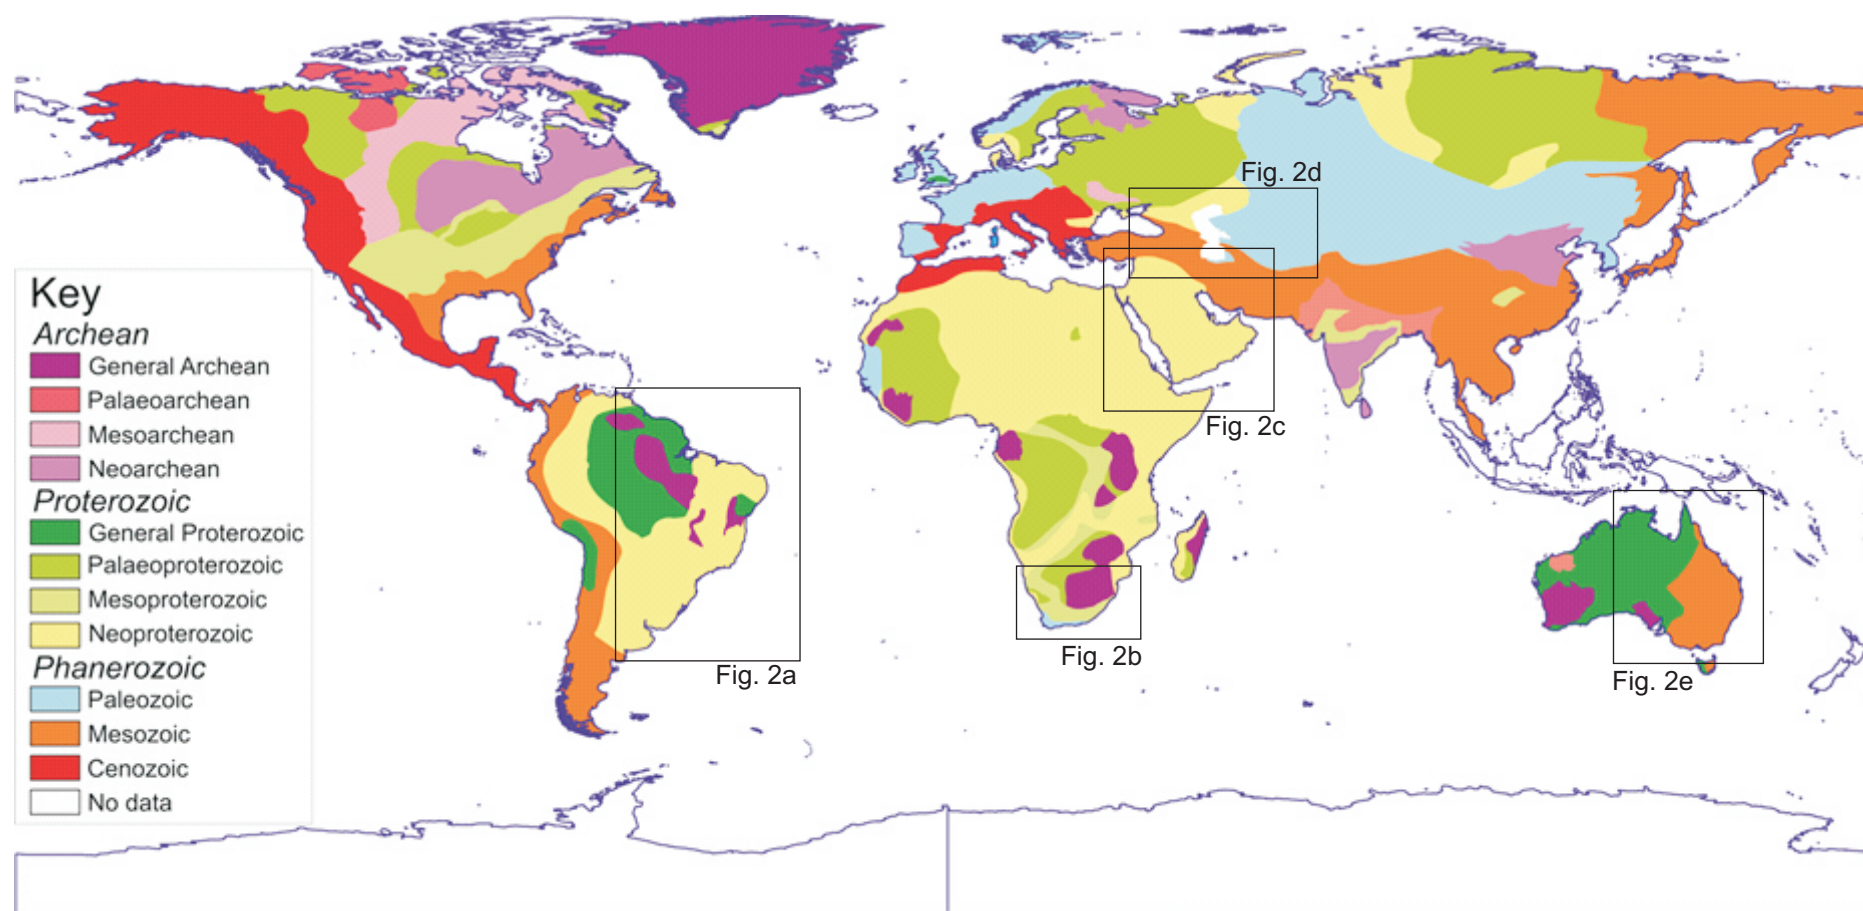 Key
Archean
General Archean
Palaeoarchean
Mesoarchean
Neoarchean
Proterozoic
General Proterozoic
Palaeoproterozoic
Mesoproterozoic
Neoproterozoic
Phanerozoic
Paleozoic
Mesozoic
Cenozoic
No data
Fig. 2d
Fig. 2c
Fig. 2b
Fig. 2a
Fig. 2e